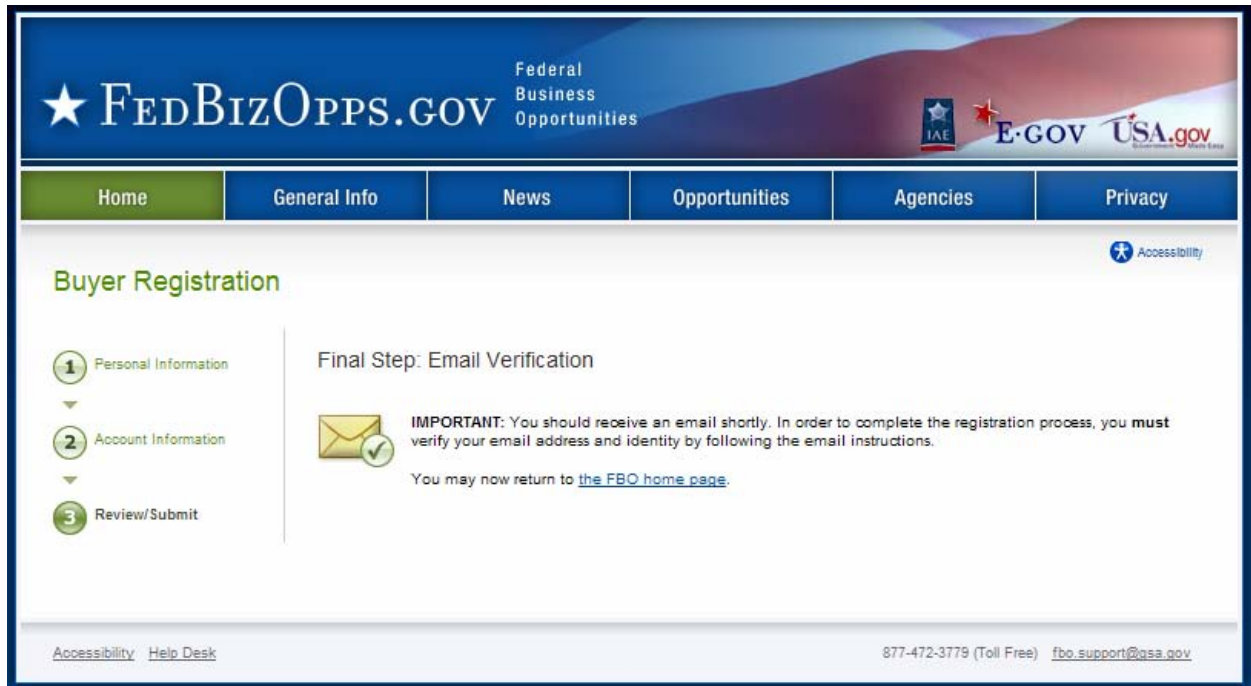 ★ FEDBIZOPPS.GOV
Federal
Business
Opportunities
IAE
E·GOV
USA.gov
Government Made Easy
Home
General Info
News
Opportunities
Agencies
Privacy
Accessibility
Buyer Registration
1 Personal Information
2 Account Information
3 Review/Submit
Final Step: Email Verification
IMPORTANT: You should receive an email shortly. In order to complete the registration process, you must
verify your email address and identity by following the email instructions.
You may now return to the FBO home page.
Accessibility Help Desk
877-472-3779 (Toll Free) fbo.support@gsa.gov